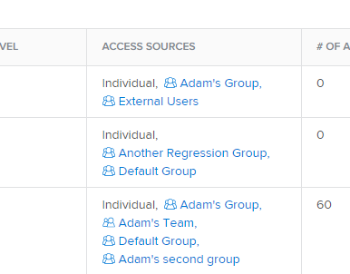 VEL ACCESS SOURCES # OF A
Individual, Adam's Group, 0
External Users
Individual, 0
Another Regression Group,
Default Group
Individual, Adam's Group, 60
Adam's Team,
Default Group,
Adam's second group